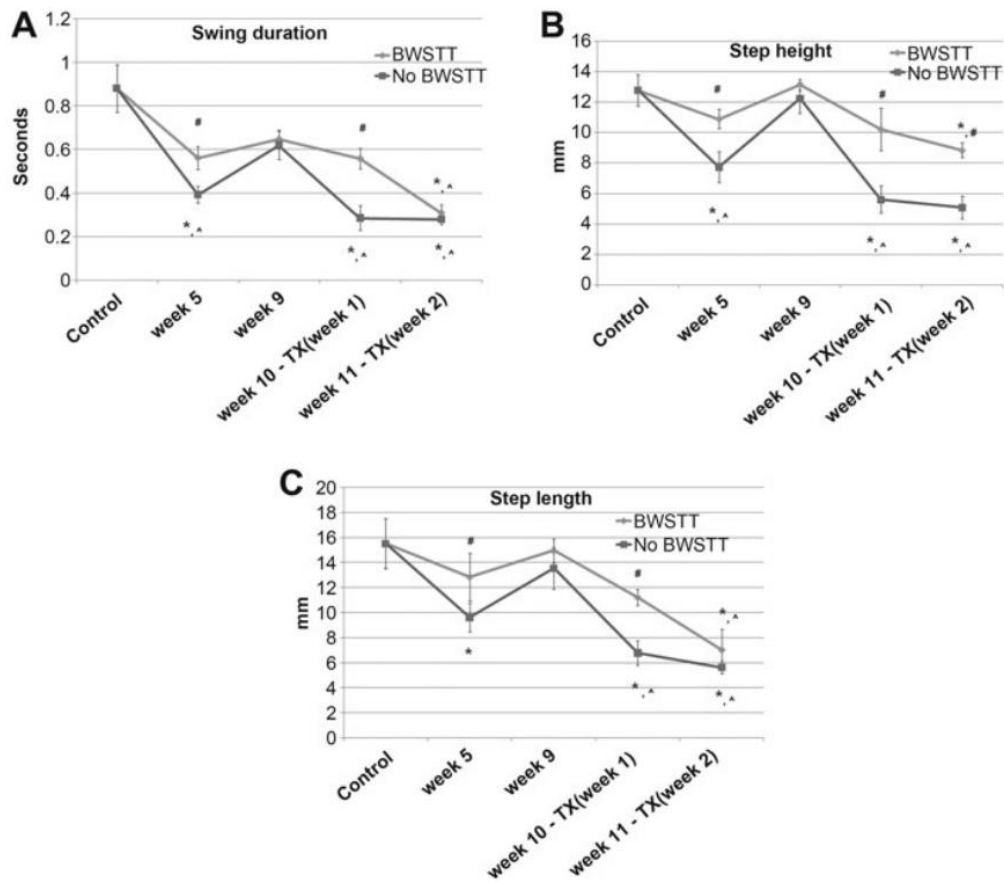 A
Swing duration
BWSTT
No BWSTT
Seconds
1.2
1
0.8
0.6
0.4
0.2
0
#
#
*,^
*,^
*,^
*,^
Control
week 5
week 9
week 10 - TX(week 1)
week 11 - TX(week 2)
B
Step height
BWSTT
No BWSTT
mm
16
14
12
10
8
6
4
2
0
#
#
*,#
*,^
*,^
*,^
Control
week 5
week 9
week 10 - TX(week 1)
week 11 - TX(week 2)
C
Step length
BWSTT
No BWSTT
mm
20
18
16
14
12
10
8
6
4
2
0
#
#
*,^
*
*,^
*,^
Control
week 5
week 9
week 10 - TX(week 1)
week 11 - TX(week 2)